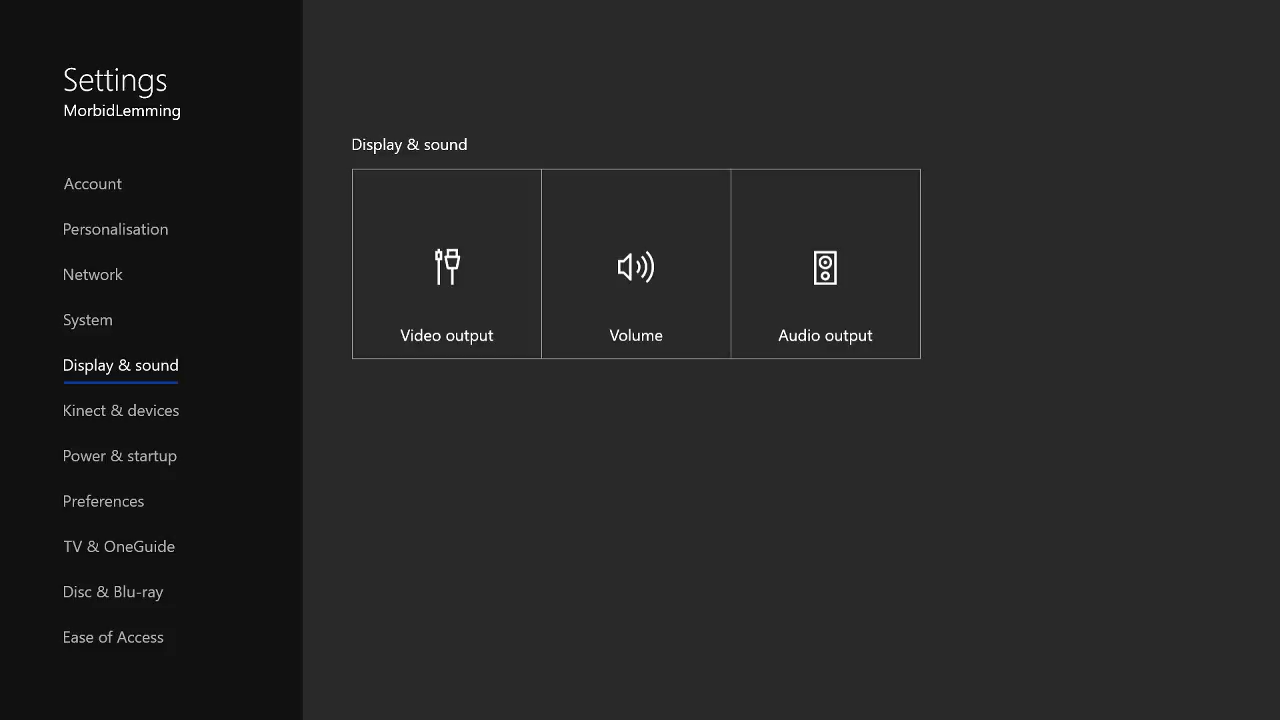 Settings
MorbidLemming
Account
Personalisation
Network
System
Display & sound
Kinect & devices
Power & startup
Preferences
TV & OneGuide
Disc & Blu-ray
Ease of Access
Display & sound
Video output
Volume
Audio output